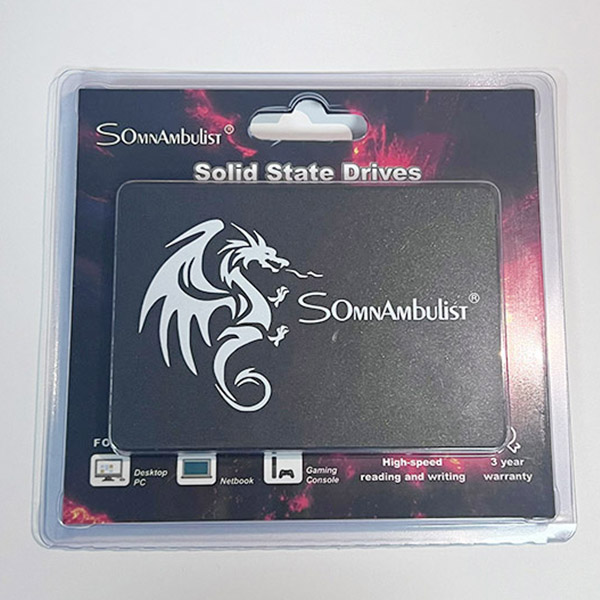 SOmnAmbulist®
Solid State Drives
SOmnAmbulist®
FO
Desktop
PC
Netbook
Gaming
Console
High-speed
reading and writing
3 year
warranty